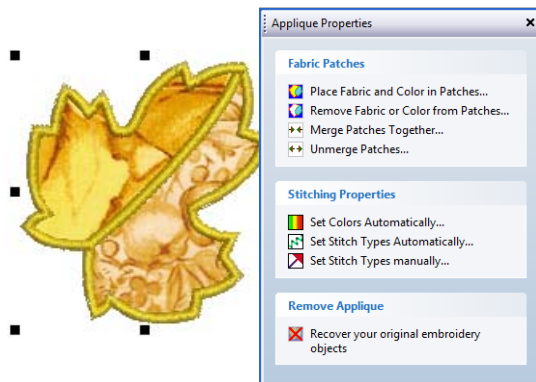 Applique Properties
Fabric Patches
Place Fabric and Color in Patches...
Remove Fabric or Color from Patches...
Merge Patches Together...
Unmerge Patches...
Stitching Properties
Set Colors Automatically...
Set Stitch Types Automatically...
Set Stitch Types manually...
Remove Applique
Recover your original embroidery
objects